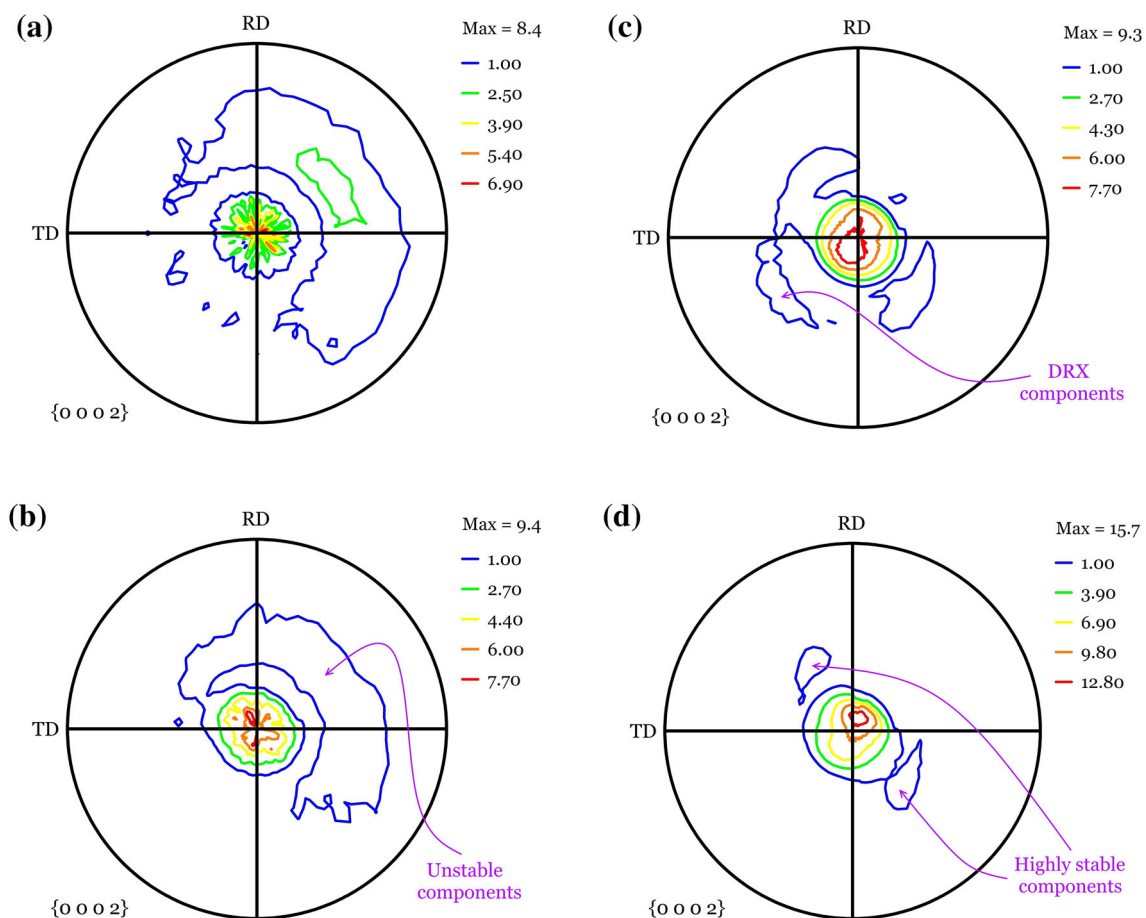 (a)
RD
Max = 8.4
1.00
2.50
3.90
5.40
6.90
TD
{0 0 0 2}
(c)
RD
Max = 9.3
1.00
2.70
4.30
6.00
7.70
TD
DRX
components
{0 0 0 2}
(b)
RD
Max = 9.4
1.00
2.70
4.40
6.00
7.70
TD
Unstable
components
{0 0 0 2}
(d)
RD
Max = 15.7
1.00
3.90
6.90
9.80
12.80
TD
Highly stable
components
{0 0 0 2}